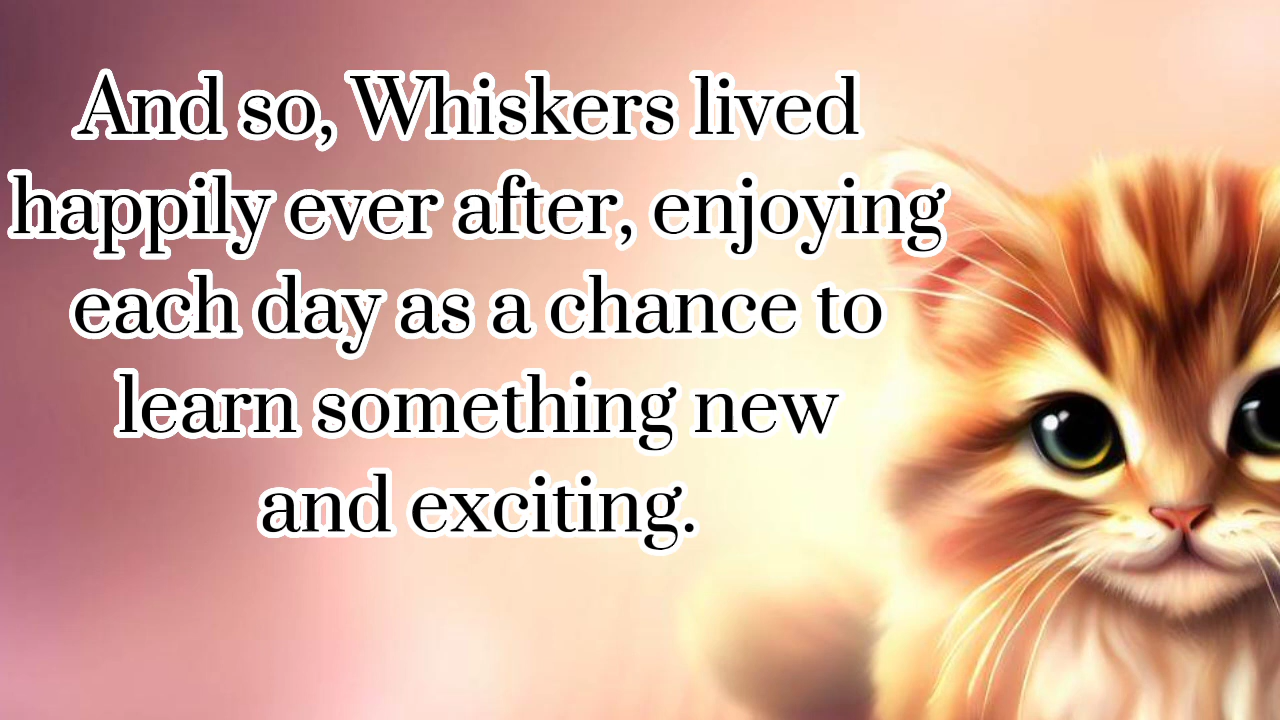 And so, Whiskers lived
happily ever after, enjoying
each day as a chance to
learn something new
and exciting.